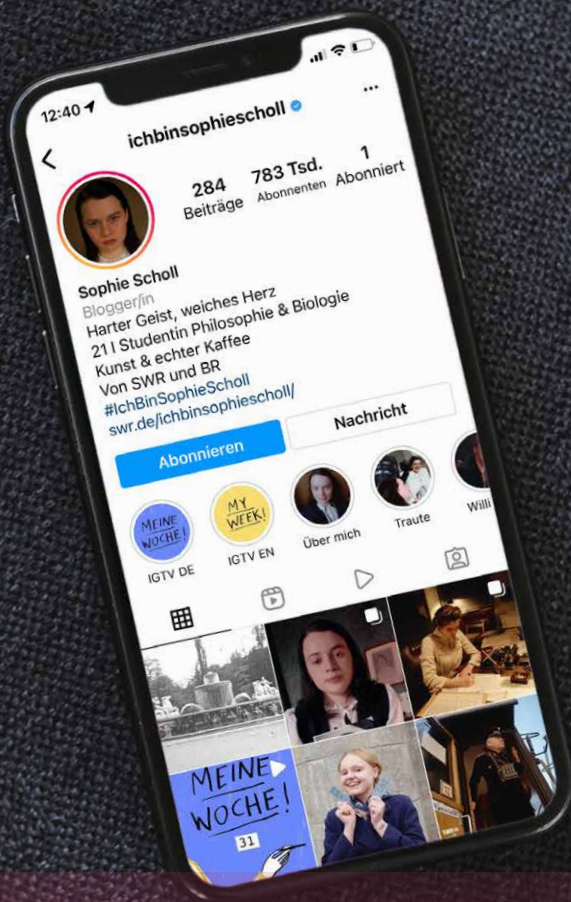 12:40
ichbinsophiescholl
284 783 Tsd. 1
Beiträge Abonnenten Abonniert
Sophie Scholl
Blogger/in
Harter Geist, weiches Herz
21 I Studentin Philosophie & Biologie
Kunst & echter Kaffee
Von SWR und BR
#IchBinSophieScholl
swr.de/ichbinsophiescholl/
Abonnieren Nachricht
MEINE WOCHE!
MY WEEK!
IGTV DE IGTV EN Über mich Traute Willi
MEINE
WOCHE!
31